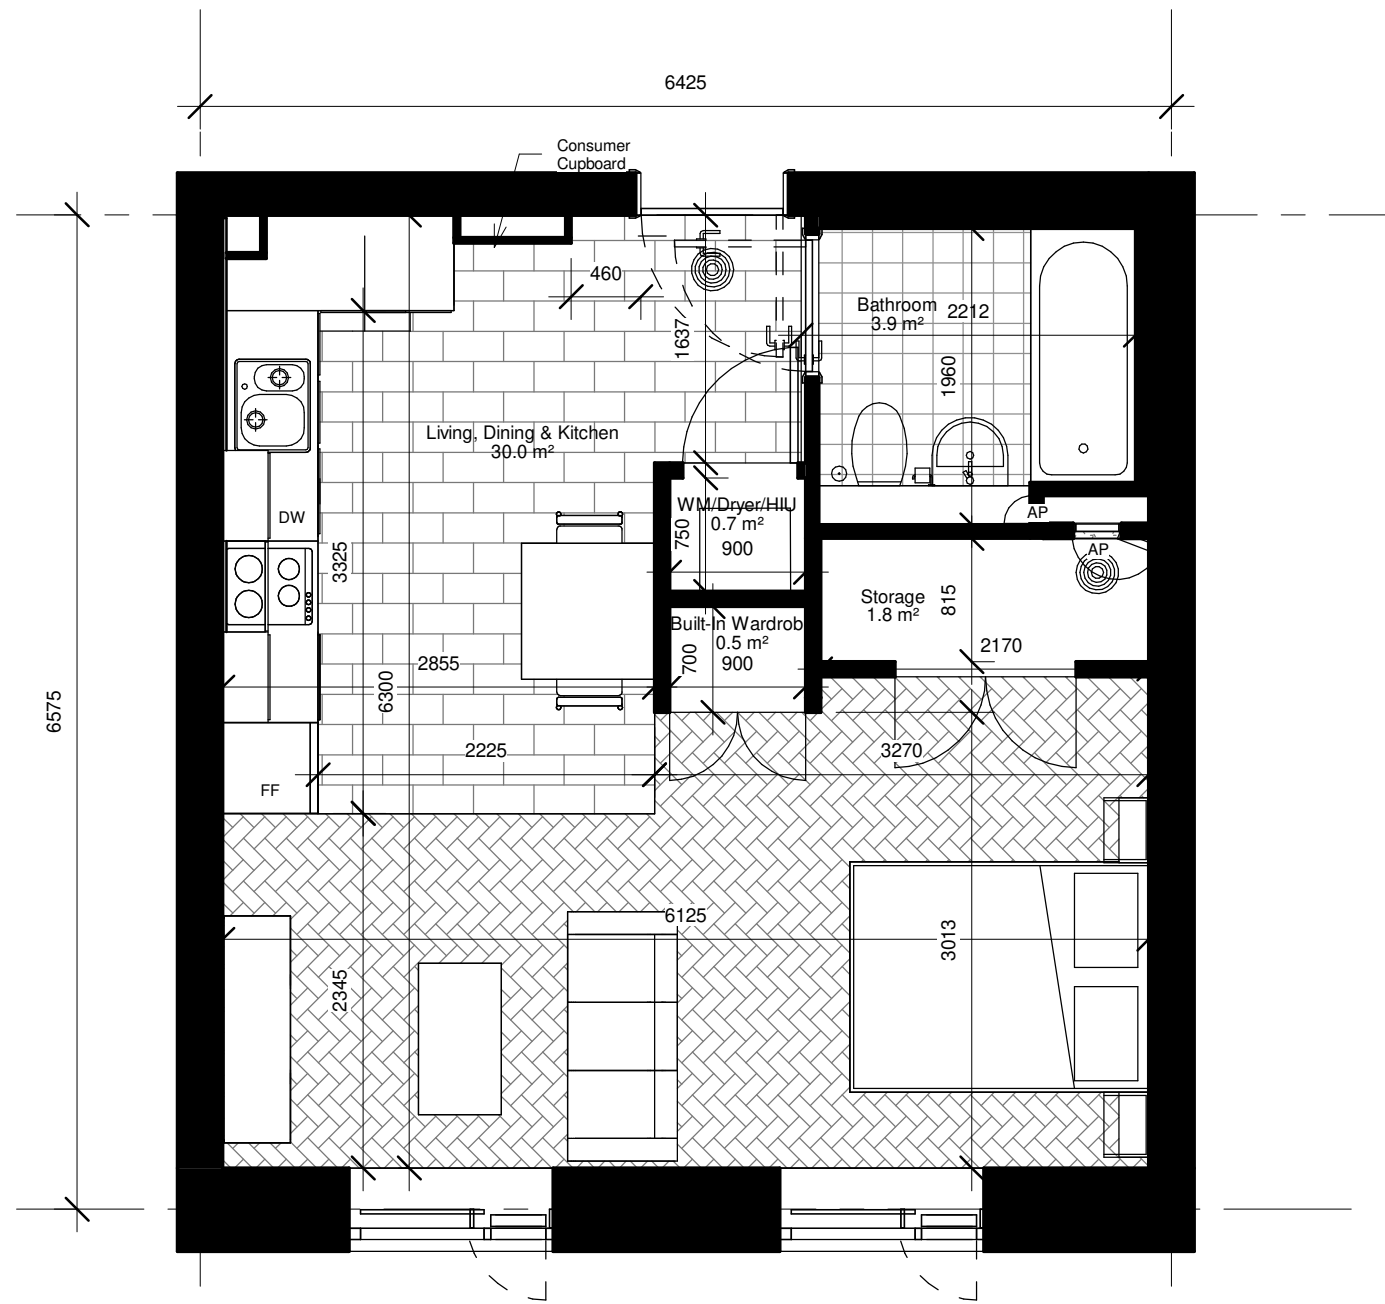 6425
Consumer
Cupboard
460
1637
Bathroom
3.9 m²
2212
1960
Living, Dining & Kitchen
30.0 m²
WM/Dryer/HIU
0.7 m²
750
900
DW
AP
AP
3325
Storage
1.8 m²
815
Built-In Wardrob
0.5 m²
700
900
2170
2855
6300
6575
2225
3270
FF
6125
3013
2345